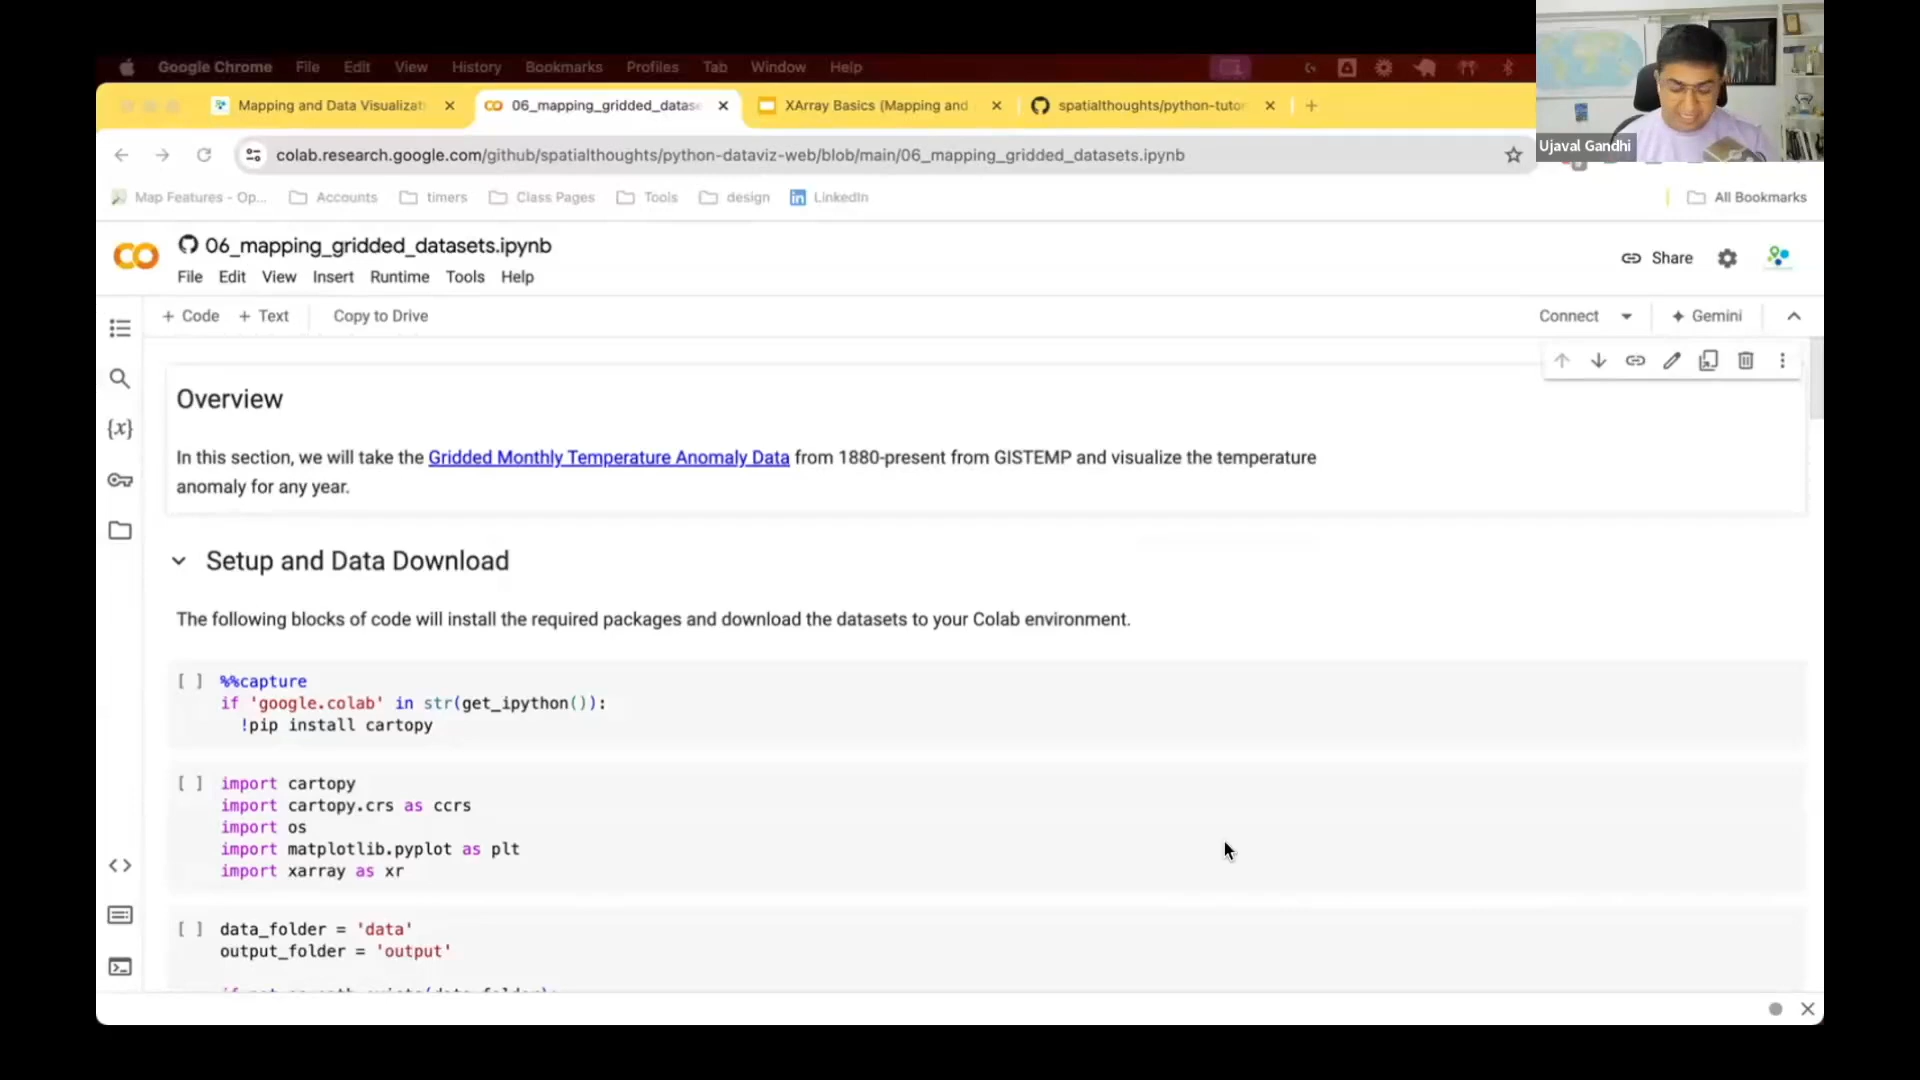 Google Chrome File Edit View History Bookmarks Profiles Tab Window Help
Mapping and Data Visualizat
06_mapping_gridded_datase
XArray Basics (Mapping and
spatialthoughts/python-tutor
colab.research.google.com/github/spatialthoughts/python-dataviz-web/blob/main/06_mapping_gridded_datasets.ipynb
Ujaval Gandhi
Map Features - Op... Accounts timers Class Pages Tools design LinkedIn All Bookmarks
06_mapping_gridded_datasets.ipynb
File Edit View Insert Runtime Tools Help
Share
+ Code + Text Copy to Drive Connect Gemini
Overview
In this section, we will take the Gridded Monthly Temperature Anomaly Data from 1880-present from GISTEMP and visualize the temperature
anomaly for any year.
Setup and Data Download
The following blocks of code will install the required packages and download the datasets to your Colab environment.
[ ] %%capture
if 'google.colab' in str(get_ipython()):
!pip install cartopy
[ ] import cartopy
import cartopy.crs as ccrs
import os
import matplotlib.pyplot as plt
import xarray as xr
[ ] data_folder = 'data'
output_folder = 'output'